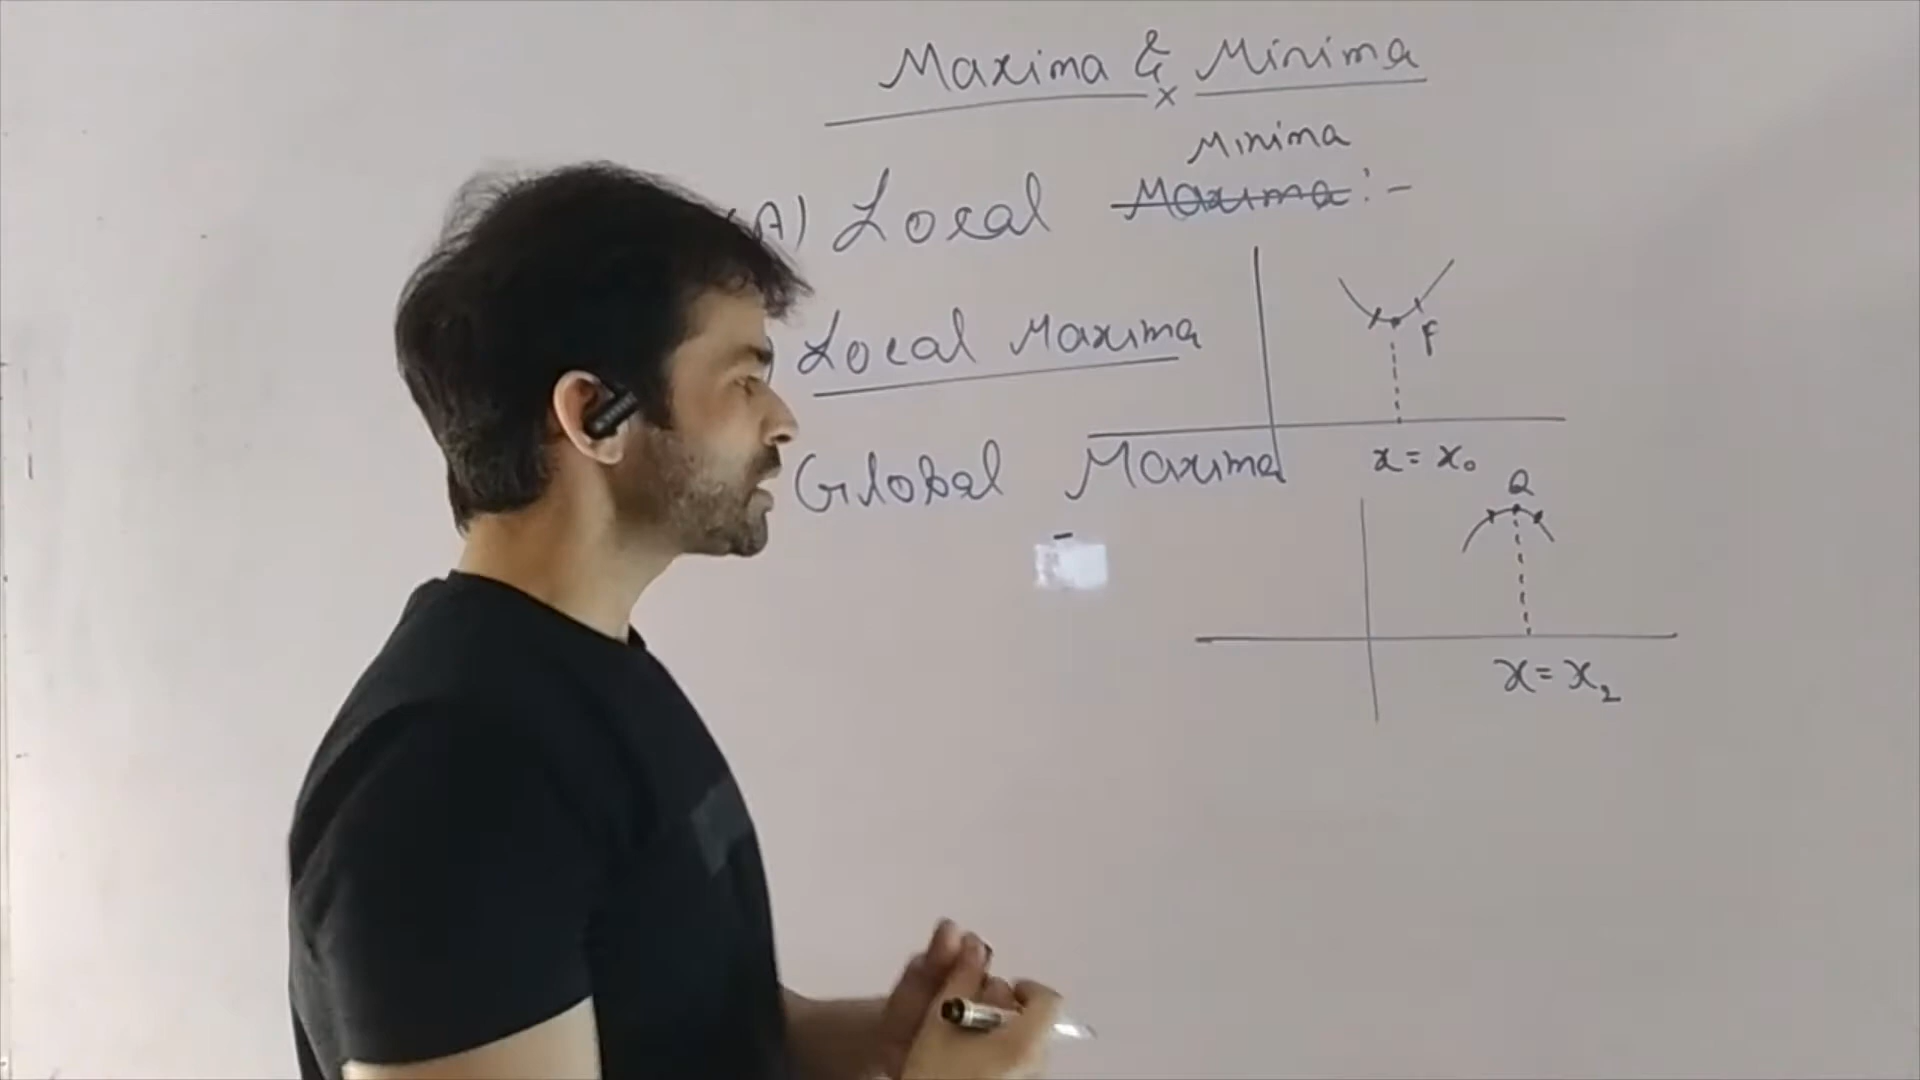 Maxima & Minima
x
Minima
(A) Local Maxima :-
) Local Maxima
P
Global Maxima
x = x₀
Q
x = x₂